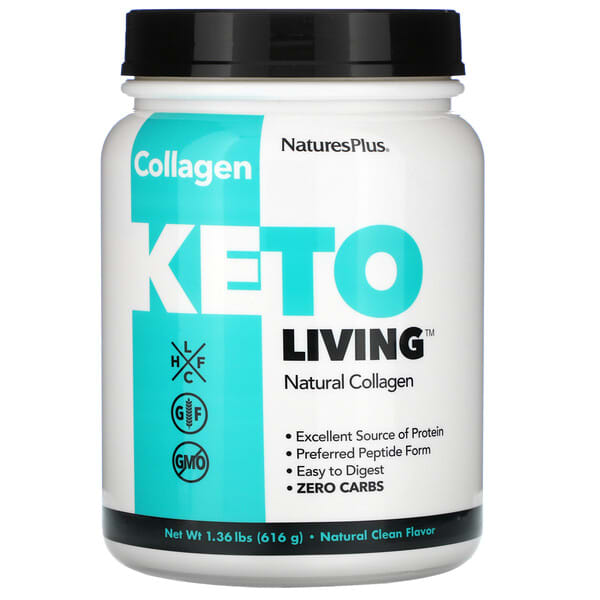 Collagen
NaturesPlus®
KETO
LIVING™
Natural Collagen
L
H F
C
GF
GMO
• Excellent Source of Protein
• Preferred Peptide Form
• Easy to Digest
• ZERO CARBS
Net Wt 1.36 lbs (616 g) • Natural Clean Flavor